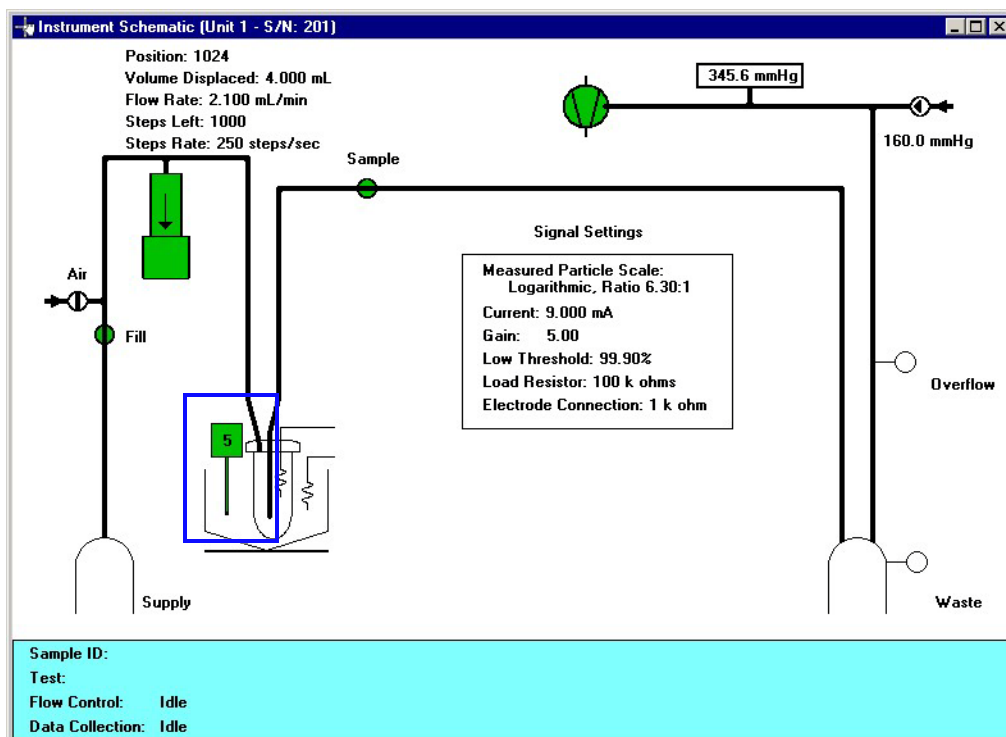 Instrument Schematic (Unit 1 - S/N: 201)
Position: 1024
Volume Displaced: 4.000 mL
Flow Rate: 2.100 mL/min
Steps Left: 1000
Steps Rate: 250 steps/sec
345.6 mmHg
160.0 mmHg
Sample
Air
Fill
Signal Settings
Measured Particle Scale:
Logarithmic, Ratio 6.30:1
Current: 9.000 mA
Gain: 5.00
Low Threshold: 99.90%
Load Resistor: 100 k ohms
Electrode Connection: 1 k ohm
Overflow
5
Supply
Waste
Sample ID:
Test:
Flow Control: Idle
Data Collection: Idle